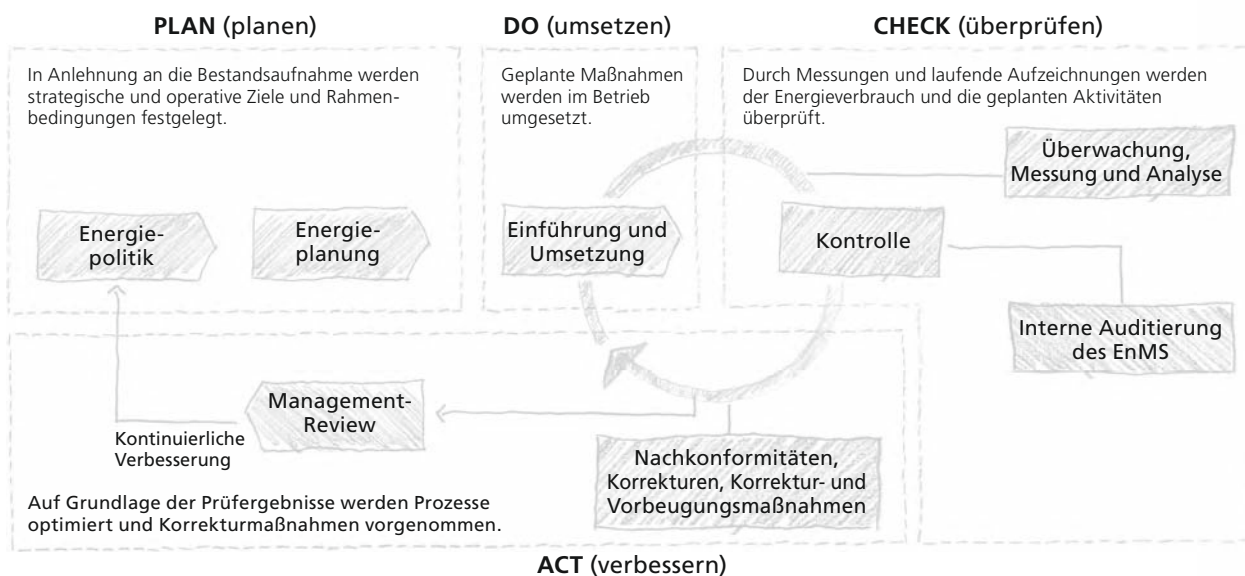 PLAN (planen)
In Anlehnung an die Bestandsaufnahme werden
strategische und operative Ziele und Rahmen-
bedingungen festgelegt.
Energie-
politik
Energie-
planung
DO (umsetzen)
Geplante Maßnahmen
werden im Betrieb
umgesetzt.
Einführung und
Umsetzung
CHECK (überprüfen)
Durch Messungen und laufende Aufzeichnungen werden
der Energieverbrauch und die geplanten Aktivitäten
überprüft.
Überwachung,
Messung und Analyse
Kontrolle
Interne Auditierung
des EnMS
Management-
Review
Kontinuierliche
Verbesserung
Nachkonformitäten,
Korrekturen, Korrektur- und
Vorbeugungsmaßnahmen
Auf Grundlage der Prüfergebnisse werden Prozesse
optimiert und Korrekturmaßnahmen vorgenommen.
ACT (verbessern)